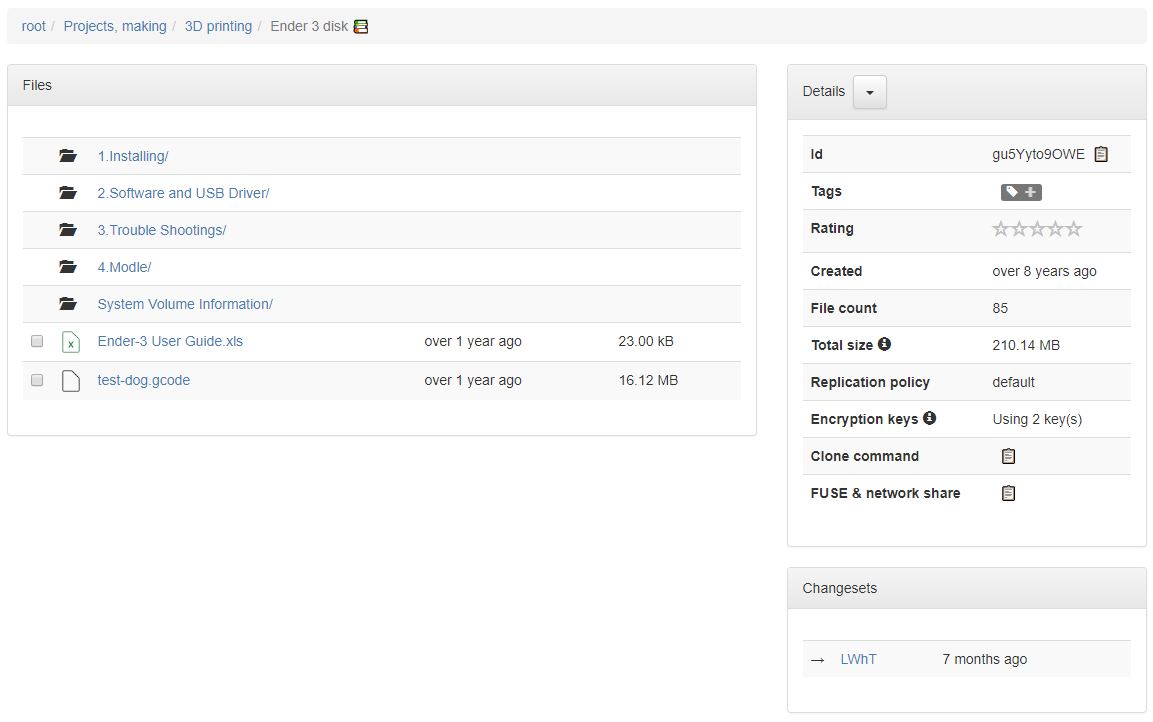 root / Projects, making / 3D printing / Ender 3 disk
Files
1.Installing/
2.Software and USB Driver/
3.Trouble Shootings/
4.Modle/
System Volume Information/
Ender-3 User Guide.xls over 1 year ago 23.00 kB
test-dog.gcode over 1 year ago 16.12 MB
Details
Id gu5Yyto9OWE
Tags
Rating
Created over 8 years ago
File count 85
Total size 210.14 MB
Replication policy default
Encryption keys Using 2 key(s)
Clone command
FUSE & network share
Changesets
→ LWhT 7 months ago